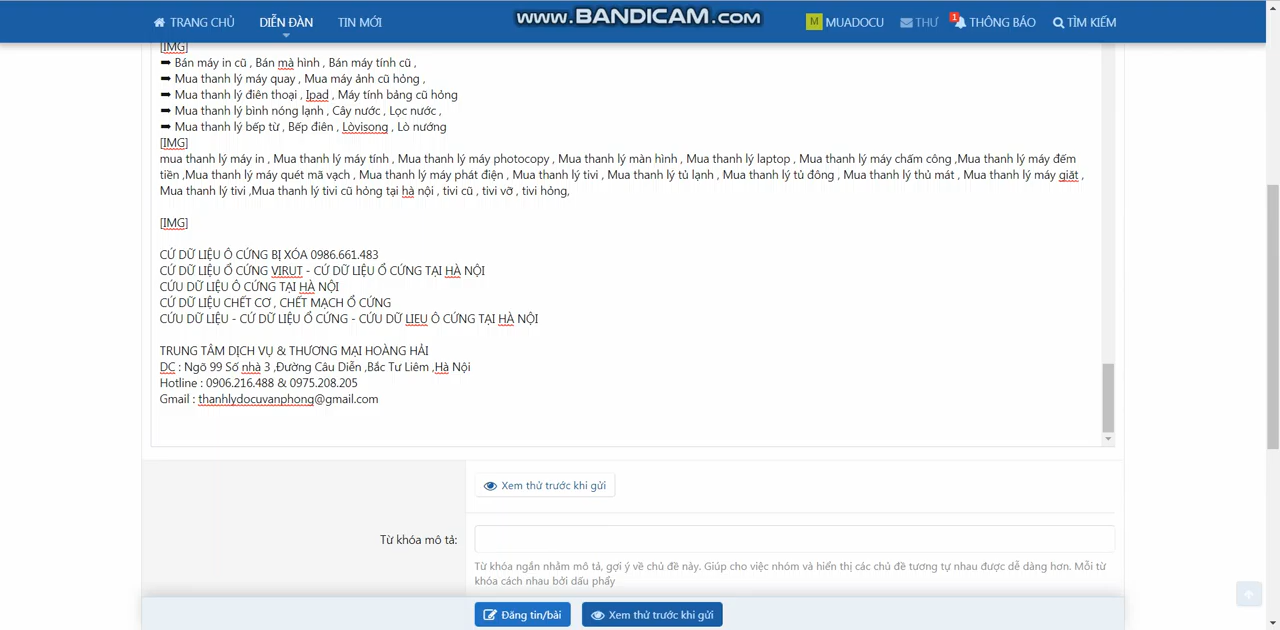 TRANG CHỦ DIỄN ĐÀN TIN MỚI www.BANDICAM.com M MUADOCU THƯ 1 THÔNG BÁO TÌM KIẾM
[IMG]
➡ Bán máy in cũ , Bán mà hình , Bán máy tính cũ ,
➡ Mua thanh lý máy quay , Mua máy ảnh cũ hỏng ,
➡ Mua thanh lý điên thoại , Ipad , Máy tính bảng cũ hỏng
➡ Mua thanh lý bình nóng lạnh , Cây nước , Lọc nước ,
➡ Mua thanh lý bếp từ , Bếp điên , Lòvisong , Lò nướng
[IMG]
mua thanh lý máy in , Mua thanh lý máy tính , Mua thanh lý máy photocopy , Mua thanh lý màn hình , Mua thanh lý laptop , Mua thanh lý máy chấm công ,Mua thanh lý máy đếm
tiền ,Mua thanh lý máy quét mã vạch , Mua thanh lý máy phát điện , Mua thanh lý tivi , Mua thanh lý tủ lạnh , Mua thanh lý tủ đông , Mua thanh lý thủ mát , Mua thanh lý máy giãt ,
Mua thanh lý tivi ,Mua thanh lý tivi cũ hỏng tại hà nội , tivi cũ , tivi vỡ , tivi hỏng,
[IMG]
CỨ DỮ LIỆU Ô CỨNG BỊ XÓA 0986.661.483
CỨ DỮ LIỆU Ổ CỨNG VIRUT - CỨ DỮ LIỆU Ổ CỨNG TẠI HÀ NỘI
CỨU DỮ LIỆU Ô CỨNG TẠI HÀ NỘI
CỨ DỮ LIỆU CHẾT CƠ , CHẾT MẠCH Ổ CỨNG
CỨU DỮ LIỆU - CỨ DỮ LIỆU Ổ CỨNG - CỨU DỮ LIEU Ô CỨNG TẠI HÀ NỘI
TRUNG TÂM DỊCH VỤ & THƯƠNG MẠI HOÀNG HẢI
DC : Ngõ 99 Số nhà 3 ,Đường Câu Diễn ,Bắc Tư Liêm ,Hà Nội
Hotline : 0906.216.488 & 0975.208.205
Gmail : thanhlydocuvanphong@gmail.com
Xem thử trước khi gửi
Từ khóa mô tả:
Từ khóa ngắn nhằm mô tả, gợi ý về chủ đề này. Giúp cho việc nhóm và hiển thị các chủ đề tương tự nhau được dễ dàng hơn. Mỗi từ
khóa cách nhau bởi dấu phẩy
Đăng tin/bài Xem thử trước khi gửi